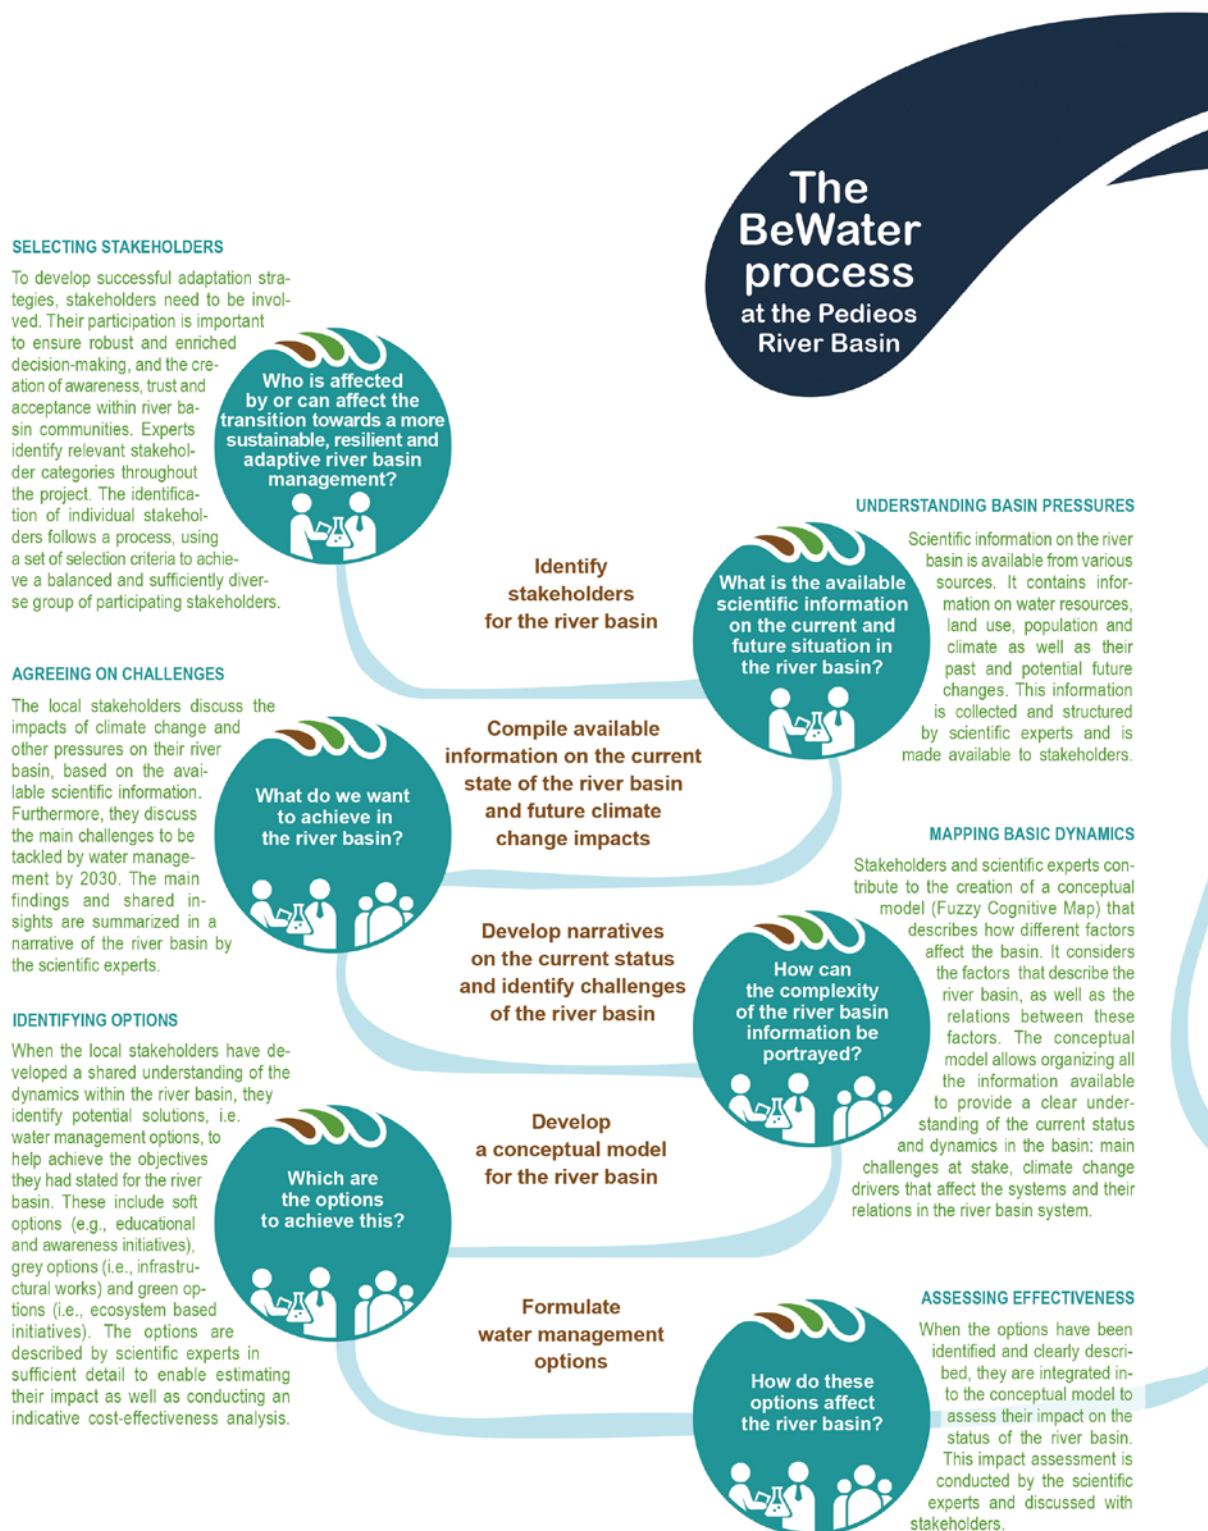 The
BeWater
process
at the Pedieos
River Basin
SELECTING STAKEHOLDERS
To develop successful adaptation stra-
tegies, stakeholders need to be invol-
ved. Their participation is important
to ensure robust and enriched
decision-making, and the cre-
ation of awareness, trust and
acceptance within river ba-
sin communities. Experts
identify relevant stakehol-
der categories throughout
the project. The identifica-
tion of individual stakehol-
ders follows a process, using
a set of selection criteria to achie-
ve a balanced and sufficiently diver-
se group of participating stakeholders.
Who is affected
by or can affect the
transition towards a more
sustainable, resilient and
adaptive river basin
management?
Identify
stakeholders
for the river basin
UNDERSTANDING BASIN PRESSURES
What is the available
scientific information
on the current and
future situation in
the river basin?
Scientific information on the river
basin is available from various
sources. It contains infor-
mation on water resources,
land use, population and
climate as well as their
past and potential future
changes. This information
is collected and structured
by scientific experts and is
made available to stakeholders.
Compile available
information on the current
state of the river basin
and future climate
change impacts
AGREEING ON CHALLENGES
The local stakeholders discuss the
impacts of climate change and
other pressures on their river
basin, based on the avai-
lable scientific information.
Furthermore, they discuss
the main challenges to be
tackled by water manage-
ment by 2030. The main
findings and shared in-
sights are summarized in a
narrative of the river basin by
the scientific experts.
What do we want
to achieve in
the river basin?
Develop narratives
on the current status
and identify challenges
of the river basin
MAPPING BASIC DYNAMICS
How can
the complexity
of the river basin
information be
portrayed?
Stakeholders and scientific experts con-
tribute to the creation of a conceptual
model (Fuzzy Cognitive Map) that
describes how different factors
affect the basin. It considers
the factors that describe the
river basin, as well as the
relations between these
factors. The conceptual
model allows organizing all
the information available
to provide a clear under-
standing of the current status
and dynamics in the basin: main
challenges at stake, climate change
drivers that affect the systems and their
relations in the river basin system.
Develop
a conceptual model
for the river basin
IDENTIFYING OPTIONS
When the local stakeholders have de-
veloped a shared understanding of the
dynamics within the river basin, they
identify potential solutions, i.e.
water management options, to
help achieve the objectives
they had stated for the river
basin. These include soft
options (e.g., educational
and awareness initiatives),
grey options (i.e., infrastru-
ctural works) and green op-
tions (i.e., ecosystem based
initiatives). The options are
described by scientific experts in
sufficient detail to enable estimating
their impact as well as conducting an
indicative cost-effectiveness analysis.
Which are
the options
to achieve this?
Formulate
water management
options
ASSESSING EFFECTIVENESS
How do these
options affect
the river basin?
When the options have been
identified and clearly descri-
bed, they are integrated in-
to the conceptual model to
assess their impact on the
status of the river basin.
This impact assessment is
conducted by the scientific
experts and discussed with
stakeholders.